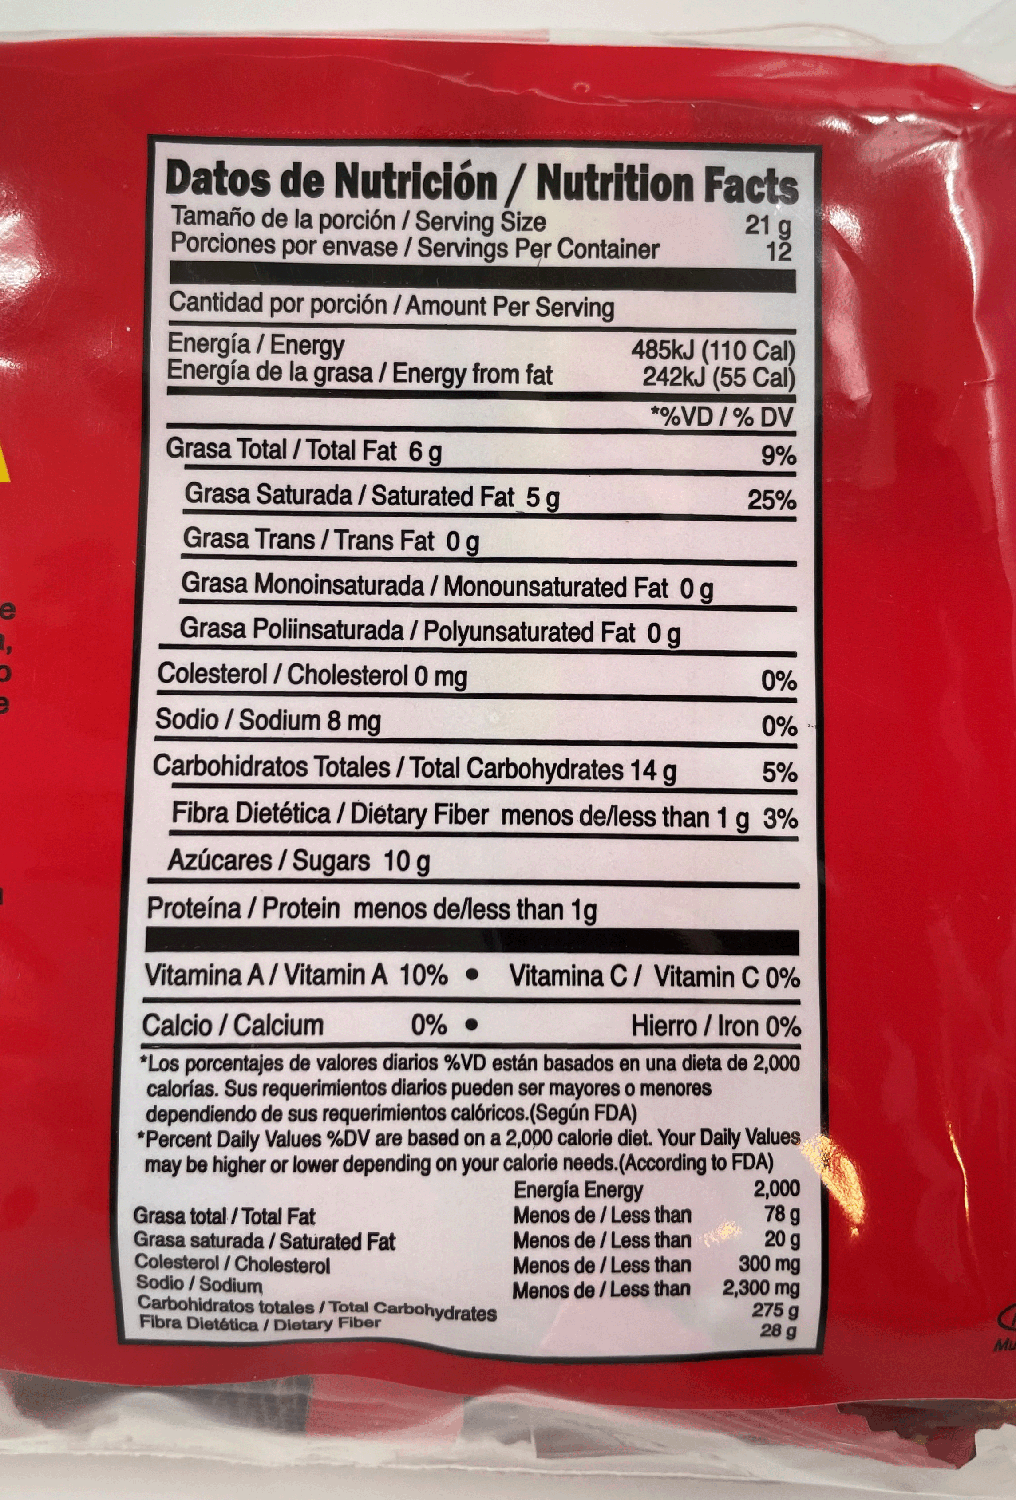 Datos de Nutrición / Nutrition Facts
Tamaño de la porción / Serving Size 21 g
Porciones por envase / Servings Per Container 12
Cantidad por porción / Amount Per Serving
Energía / Energy 485kJ (110 Cal)
Energía de la grasa / Energy from fat 242kJ (55 Cal)
*%VD / % DV
Grasa Total / Total Fat 6 g 9%
Grasa Saturada / Saturated Fat 5 g 25%
Grasa Trans / Trans Fat 0 g
Grasa Monoinsaturada / Monounsaturated Fat 0 g
Grasa Poliinsaturada / Polyunsaturated Fat 0 g
Colesterol / Cholesterol 0 mg 0%
Sodio / Sodium 8 mg 0%
Carbohidratos Totales / Total Carbohydrates 14 g 5%
Fibra Dietética / Dietary Fiber menos de/less than 1 g 3%
Azúcares / Sugars 10 g
Proteína / Protein menos de/less than 1g
Vitamina A / Vitamin A 10% • Vitamina C / Vitamin C 0%
Calcio / Calcium 0% • Hierro / Iron 0%
*Los porcentajes de valores diarios %VD están basados en una dieta de 2,000
calorías. Sus requerimientos diarios pueden ser mayores o menores
dependiendo de sus requerimientos calóricos.(Según FDA)
*Percent Daily Values %DV are based on a 2,000 calorie diet. Your Daily Values
may be higher or lower depending on your calorie needs.(According to FDA)
Energía Energy 2,000
Grasa total / Total Fat Menos de / Less than 78 g
Grasa saturada / Saturated Fat Menos de / Less than 20 g
Colesterol / Cholesterol Menos de / Less than 300 mg
Sodio / Sodium Menos de / Less than 2,300 mg
Carbohidratos totales / Total Carbohydrates 275 g
Fibra Dietética / Dietary Fiber 28 g